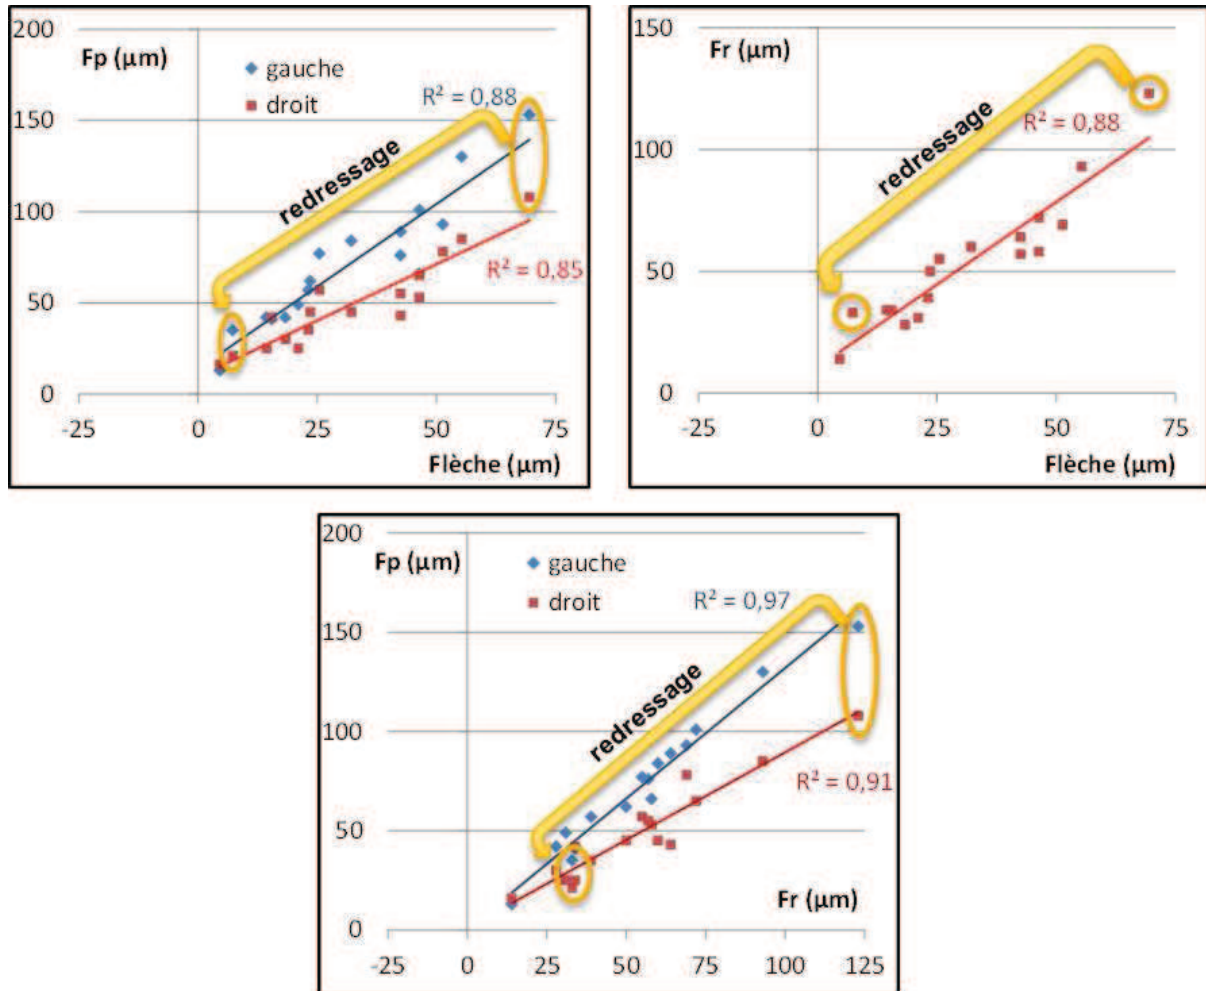 200
Fp (µm)
gauche
droit
R² = 0,88
150
redressage
100
R² = 0,85
50
0
-25 0 25 50 75
Flèche (µm)
150
Fr (µm)
redressage
R² = 0,88
100
50
0
-25 0 25 50 75
Flèche (µm)
200
Fp (µm)
gauche
droit
R² = 0,97
150
redressage
100
R² = 0,91
50
Fr (µm)
0
-25 0 25 50 75 100 125